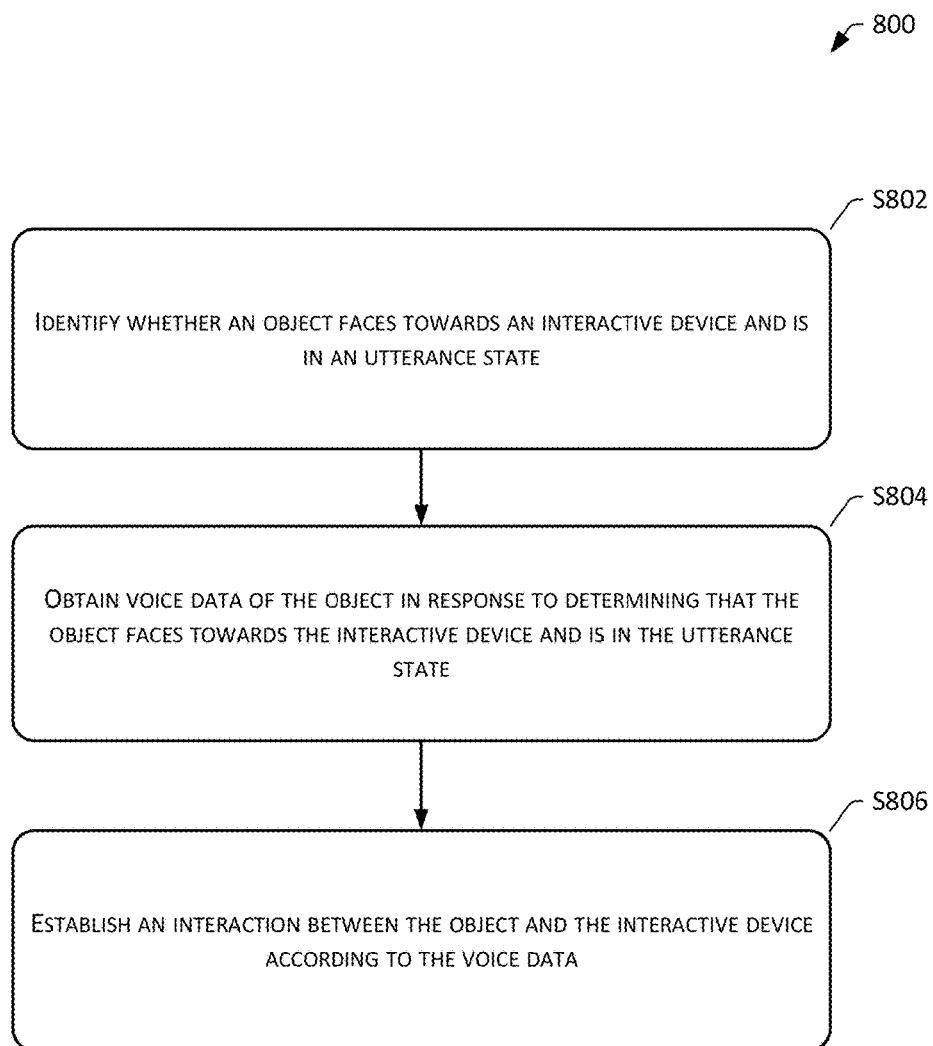 800
S802
IDENTIFY WHETHER AN OBJECT FACES TOWARDS AN INTERACTIVE DEVICE AND IS
IN AN UTTERANCE STATE
S804
OBTAIN VOICE DATA OF THE OBJECT IN RESPONSE TO DETERMINING THAT THE
OBJECT FACES TOWARDS THE INTERACTIVE DEVICE AND IS IN THE UTTERANCE
STATE
S806
ESTABLISH AN INTERACTION BETWEEN THE OBJECT AND THE INTERACTIVE DEVICE
ACCORDING TO THE VOICE DATA